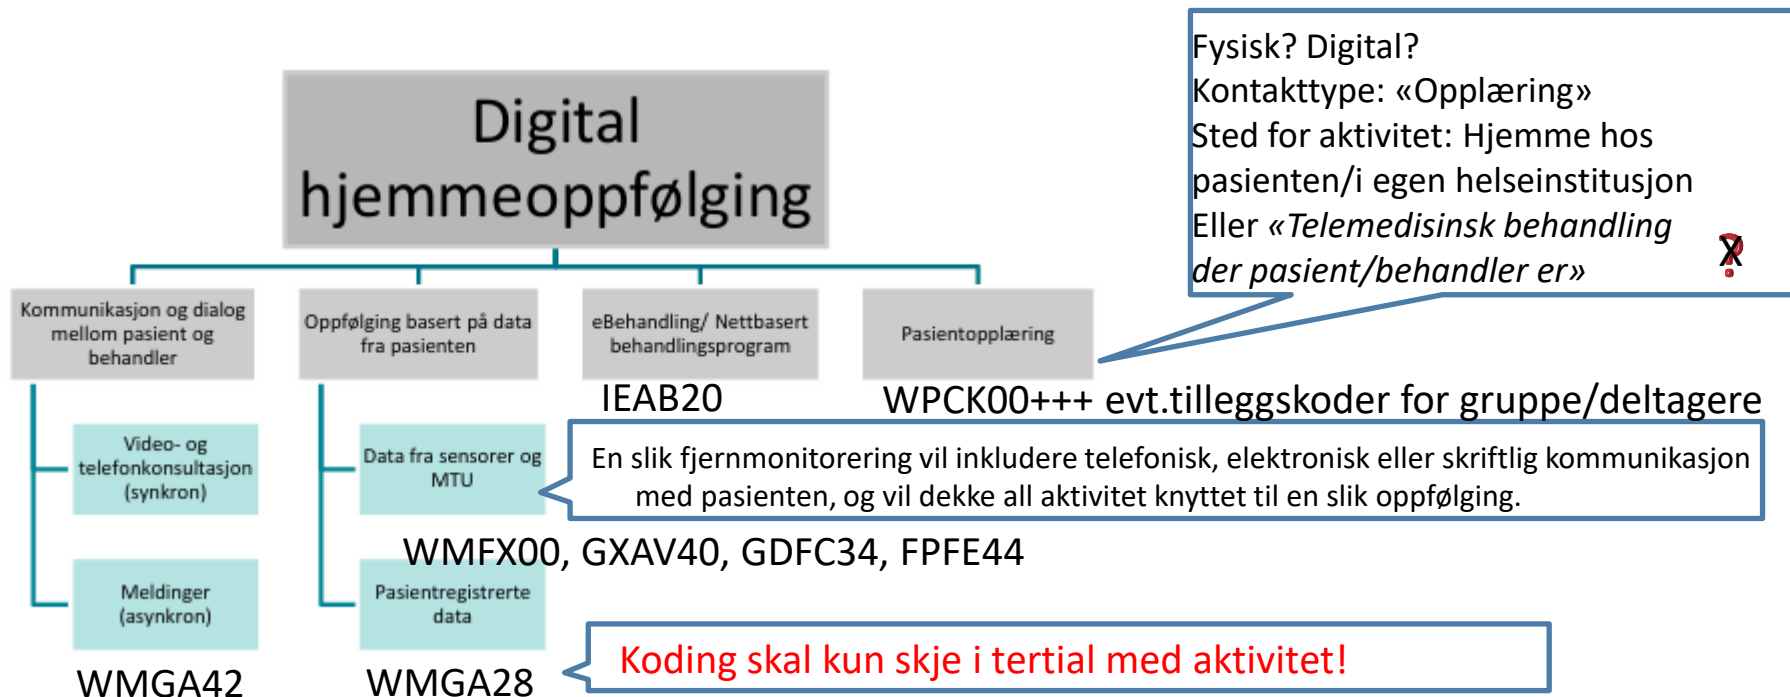 Fysisk? Digital?
Kontakttype: «Opplæring»
Sted for aktivitet: Hjemme hos
pasienten/i egen helseinstitusjon
Eller «Telemedisinsk behandling
der pasient/behandler er»
X?
Digital
hjemmeoppfølging
Kommunikasjon og dialog
mellom pasient og
behandler
Oppfølging basert på data
fra pasienten
eBehandling/ Nettbasert
behandlingsprogram
Pasientopplæring
IEAB20
WPCK00+++ evt.tilleggskoder for gruppe/deltagere
Video- og
telefonkonsultasjon
(synkron)
Data fra sensorer og
MTU
En slik fjernmonitorering vil inkludere telefonisk, elektronisk eller skriftlig kommunikasjon
med pasienten, og vil dekke all aktivitet knyttet til en slik oppfølging.
WMFX00, GXAV40, GDFC34, FPFE44
Meldinger
(asynkron)
Pasientregistrerte
data
Koding skal kun skje i tertial med aktivitet!
WMGA42
WMGA28